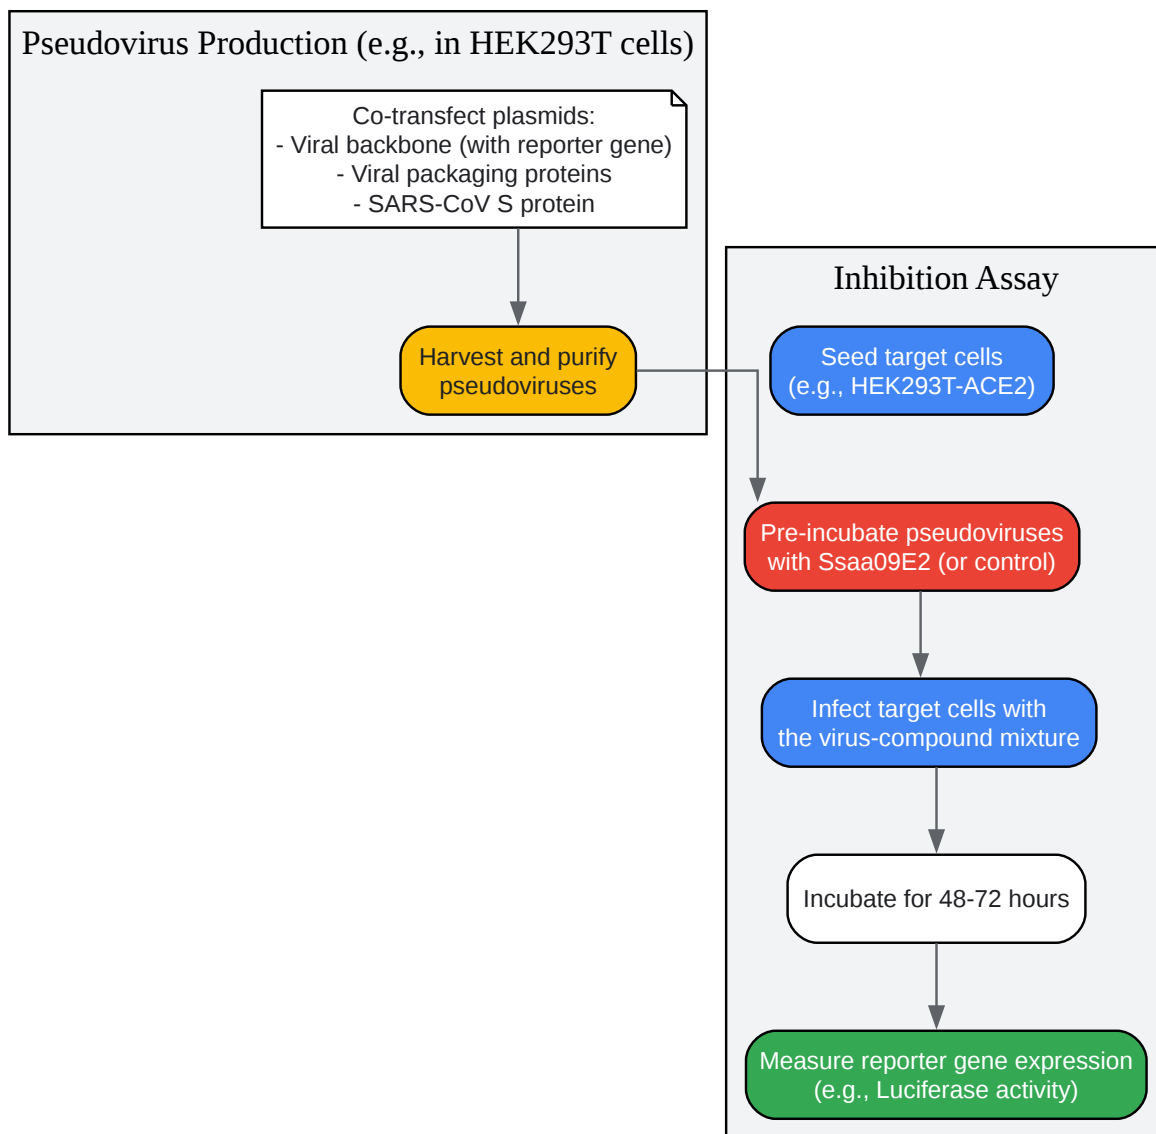 Pseudovirus Production (e.g., in HEK293T cells)
Co-transfect plasmids:
- Viral backbone (with reporter gene)
- Viral packaging proteins
- SARS-CoV S protein
Harvest and purify
pseudoviruses
Inhibition Assay
Seed target cells
(e.g., HEK293T-ACE2)
Pre-incubate pseudoviruses
with Ssaa09E2 (or control)
Infect target cells with
the virus-compound mixture
Incubate for 48-72 hours
Measure reporter gene expression
(e.g., Luciferase activity)